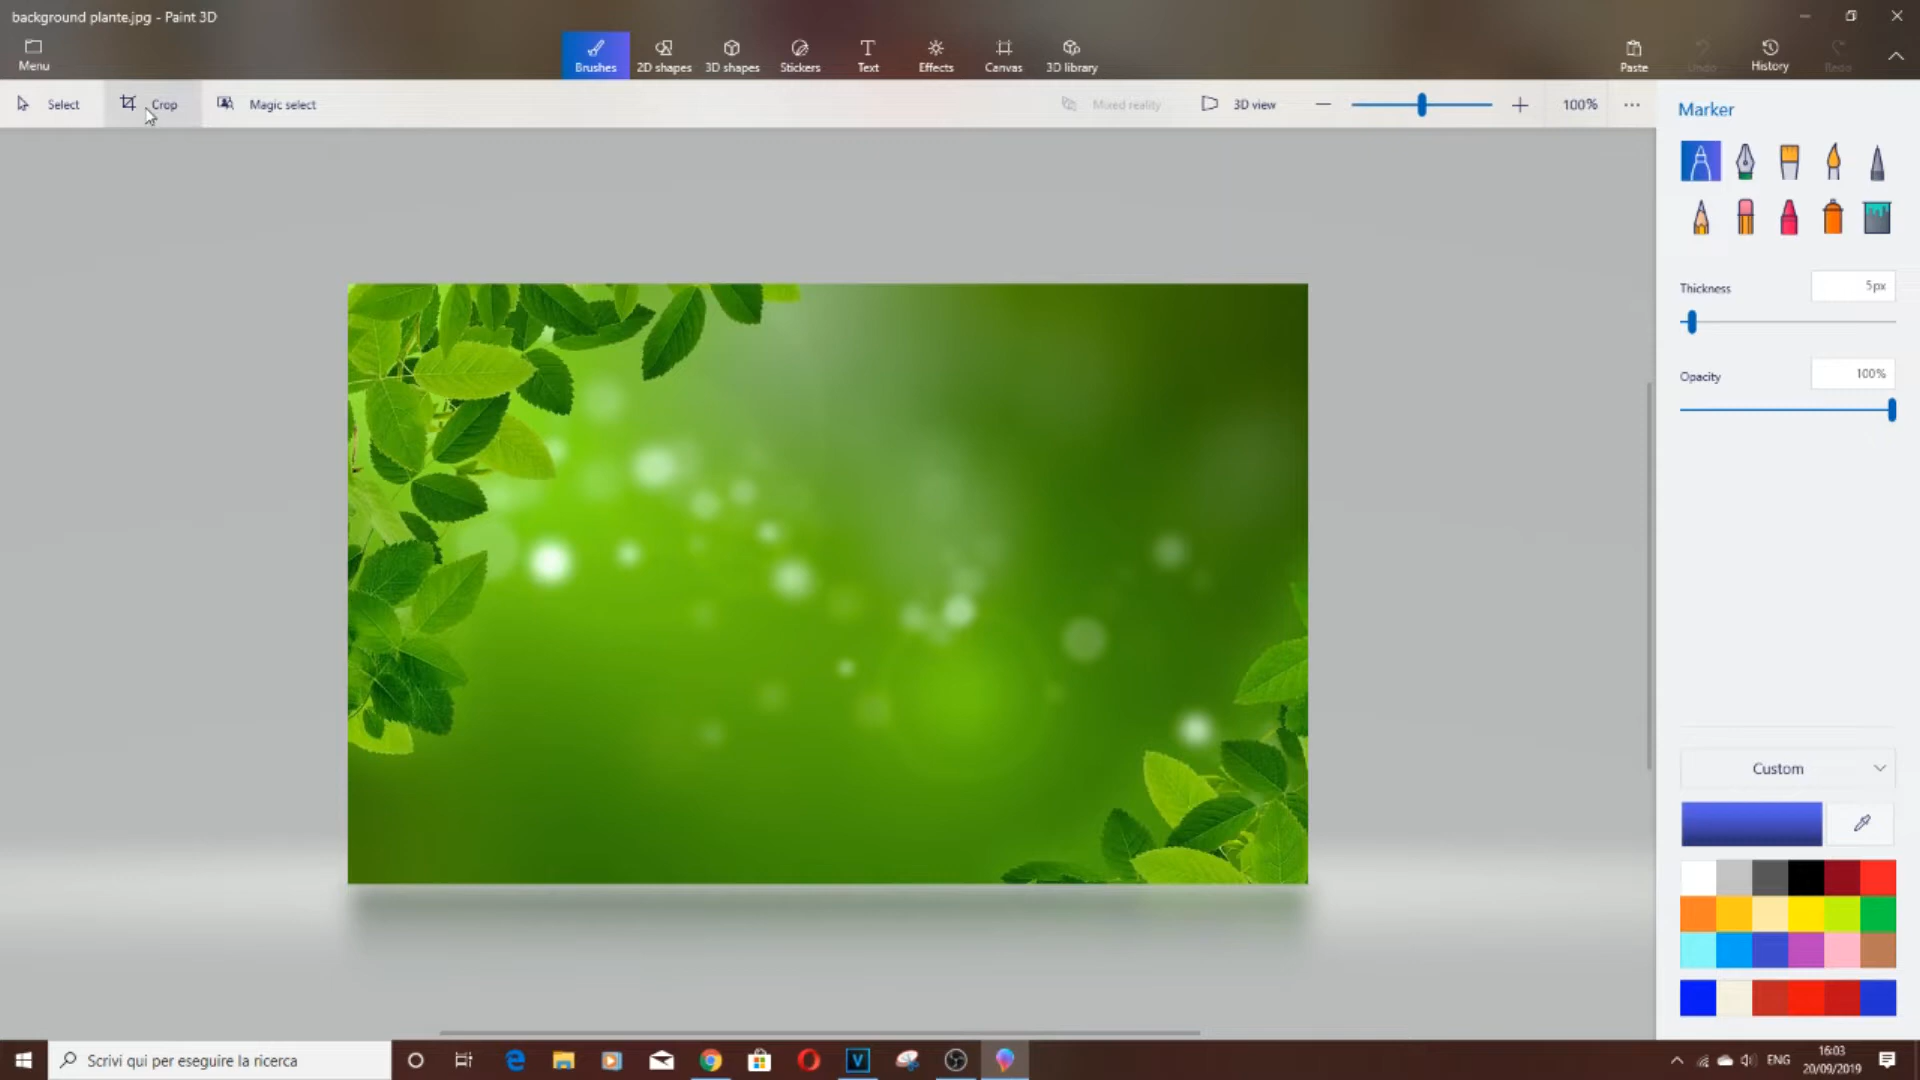 background plante.jpg - Paint 3D
Menu
Brushes
2D shapes
3D shapes
Stickers
Text
Effects
Canvas
3D library
Paste
Undo
History
Redo
Select
Crop
Magic select
Mixed reality
3D view
100%
Marker
Thickness
5px
Opacity
100%
Custom
Scrivi qui per eseguire la ricerca
V
ENG
16:03
20/09/2019